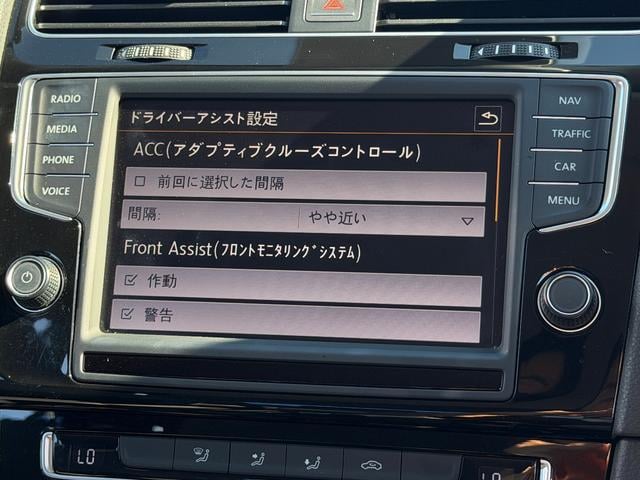 ドライバーアシスト設定
ACC(アダプティブクルーズコントロール)
前回に選択した間隔
間隔: やや近い
Front Assist(フロントモニタリングシステム)
作動
警告
RADIO
MEDIA
PHONE
VOICE
NAV
TRAFFIC
CAR
MENU
LO
LO